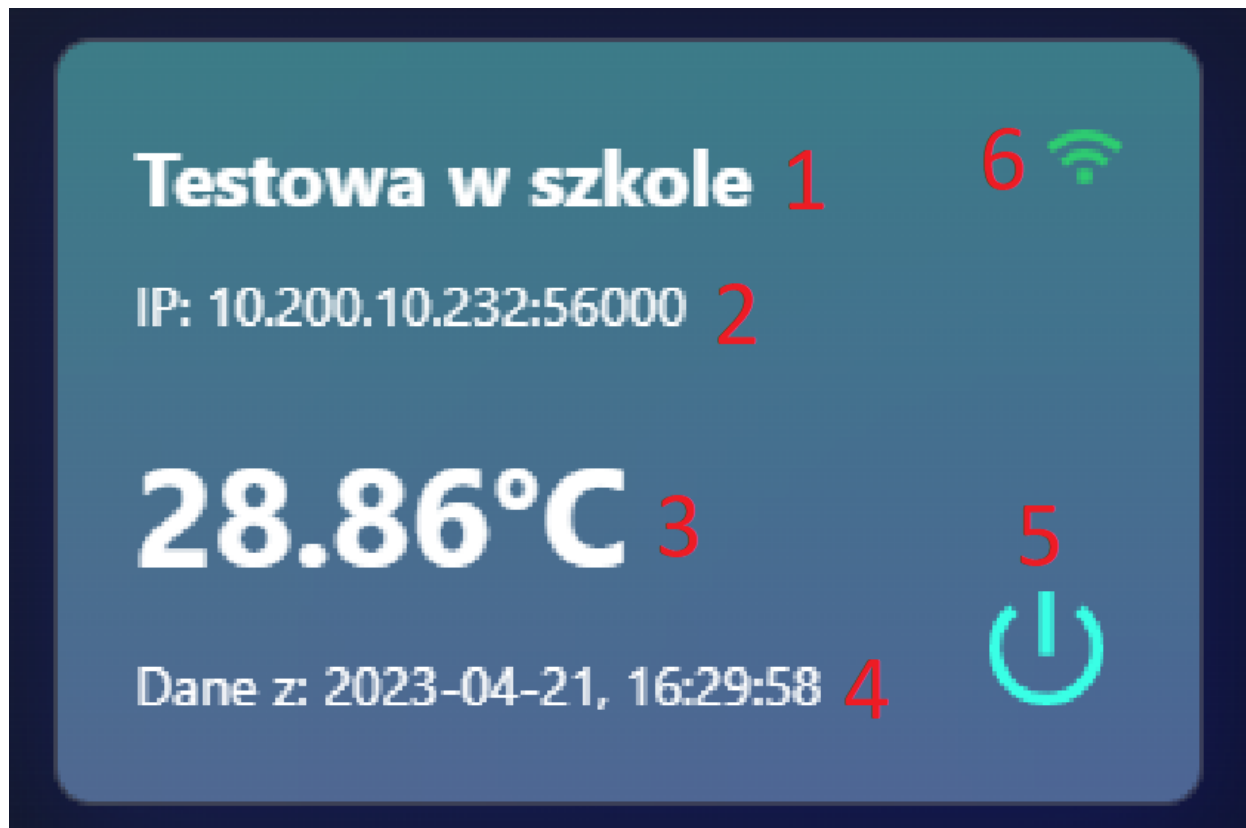 Testowa w szkole 1 6
IP: 10.200.10.232:56000 2
28.86°C 3 5
Dane z: 2023-04-21, 16:29:58 4